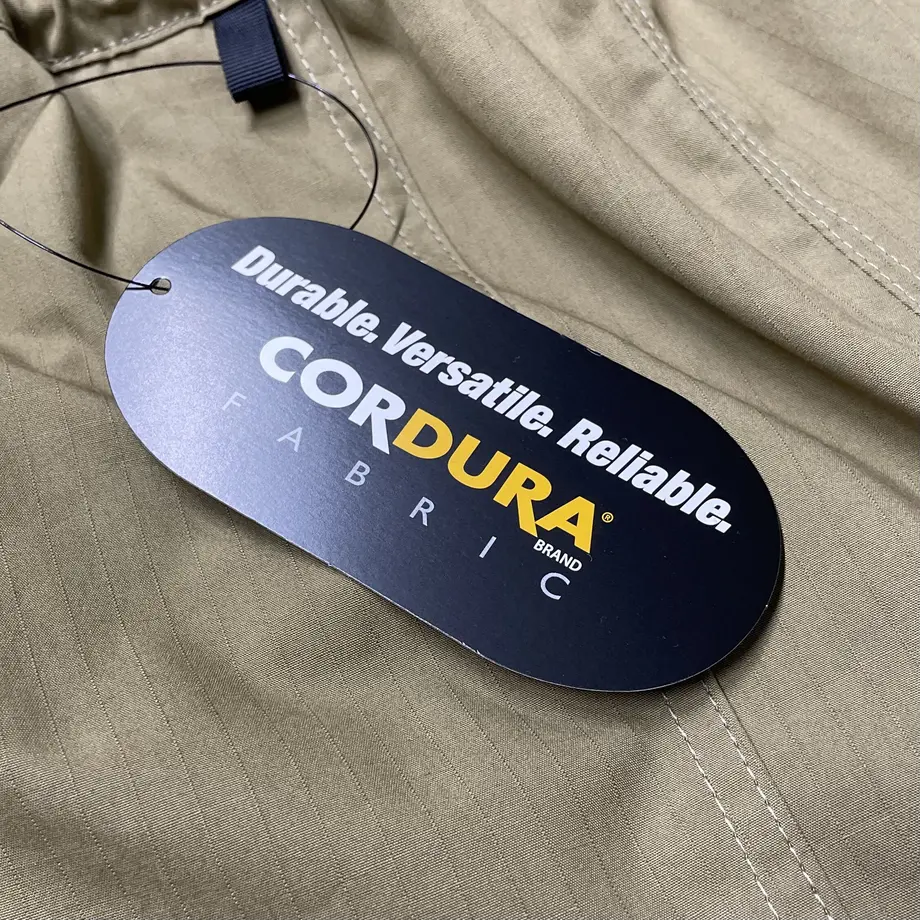 Durable. Versatile. Reliable.
CORDURA®
BRAND
FABRIC